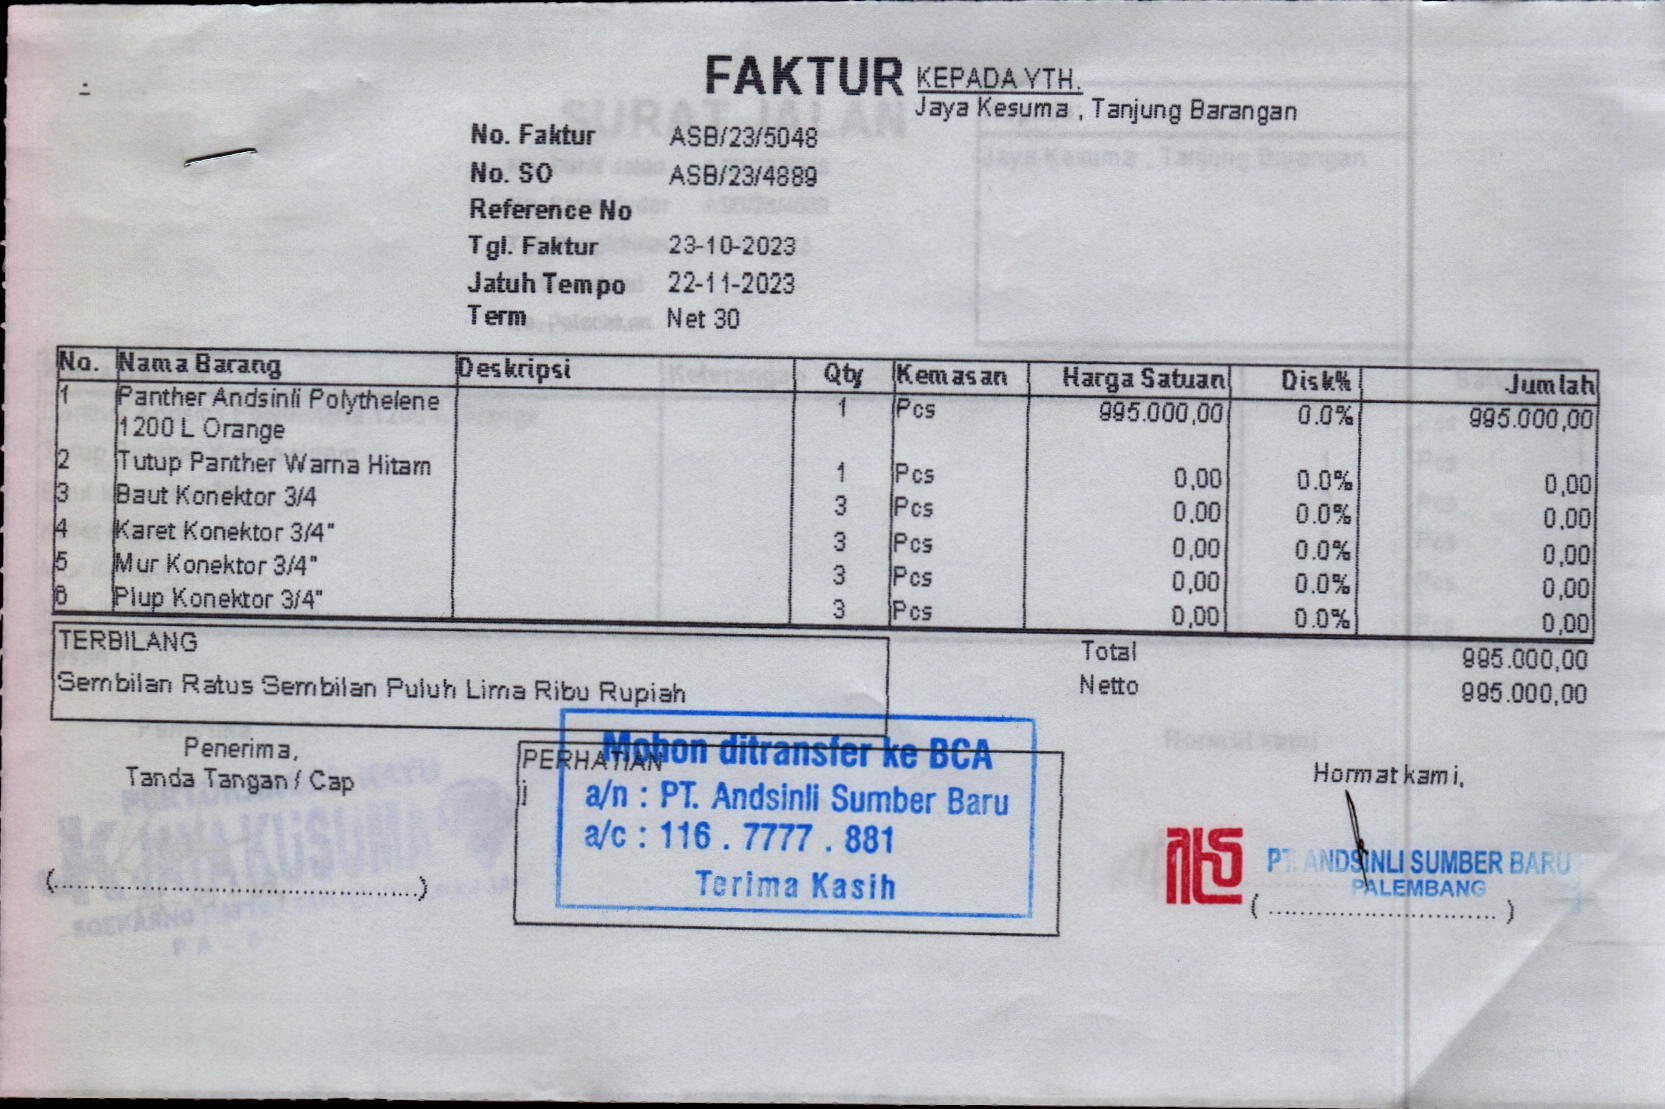 FAKTUR
KEPADA YTH.
Jaya Kesuma , Tanjung Barangan
No. Faktur ASB/23/5048
No. SO ASB/23/4889
Reference No
Tgl. Faktur 23-10-2023
Jatuh Tempo 22-11-2023
Term Net 30
No. Nama Barang Deskripsi Qty Kemasan Harga Satuan Disk% Jumlah
1 Panther Andsinli Polythelene 1 Pcs 995.000,00 0.0% 995.000,00
1200 L Orange
2 Tutup Panther Warna Hitam 1 Pcs 0,00 0.0% 0,00
3 Baut Konektor 3/4 3 Pcs 0,00 0.0% 0,00
4 Karet Konektor 3/4" 3 Pcs 0,00 0.0% 0,00
5 Mur Konektor 3/4" 3 Pcs 0,00 0.0% 0,00
6 Plup Konektor 3/4" 3 Pcs 0,00 0.0% 0,00
TERBILANG
Sembilan Ratus Sembilan Puluh Lima Ribu Rupiah
Total 995.000,00
Netto 995.000,00
Penerima,
Tanda Tangan / Cap
(..........................................)
PERHATIAN
i
Mohon ditransfer ke BCA
a/n : PT. Andsinli Sumber Baru
a/c : 116 . 7777 . 881
Terima Kasih
Hormat kami,
PT. ANDSINLI SUMBER BARU
PALEMBANG
( ............................ )